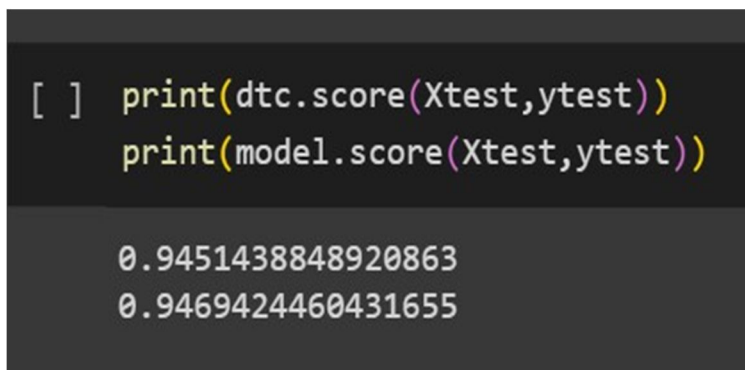 [ ] print(dtc.score(Xtest,ytest))
print(model.score(Xtest,ytest))
0.9451438848920863
0.9469424460431655